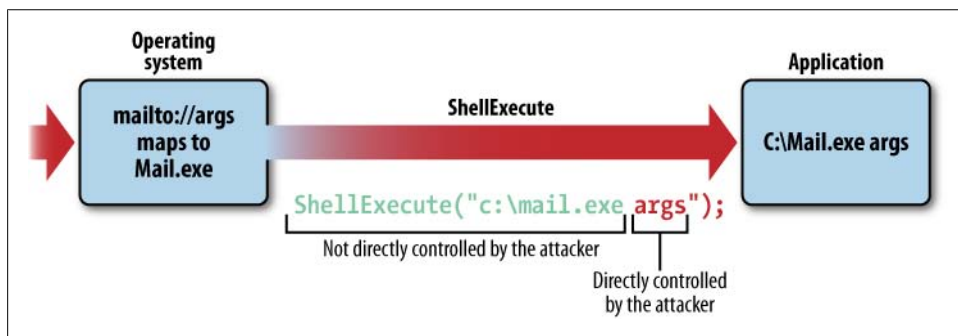 Operating
system
mailto://args
maps to
Mail.exe
ShellExecute
Application
C:\Mail.exe args
ShellExecute("c:\mail.exe args");
Not directly controlled by the attacker
Directly controlled
by the attacker